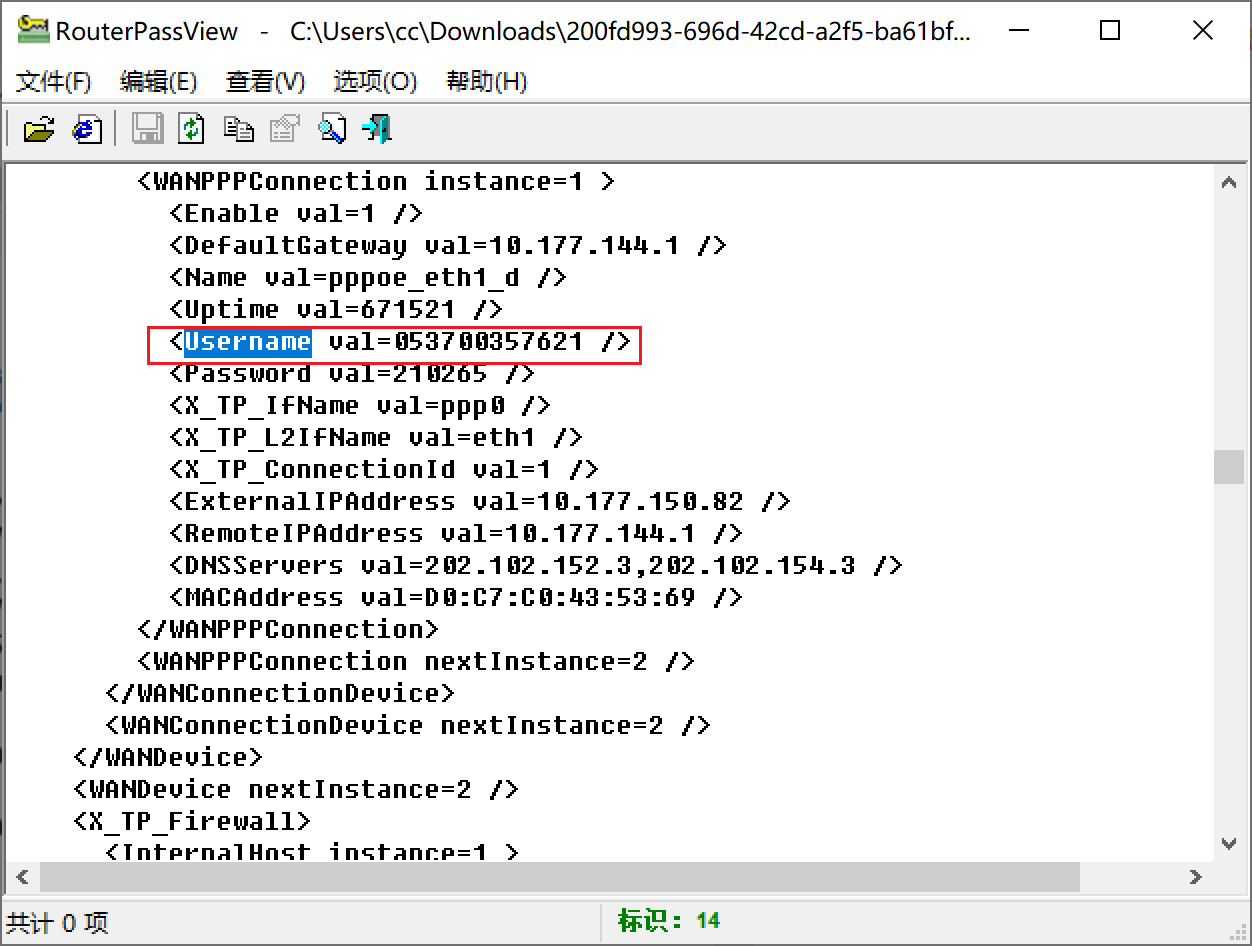 RouterPassView - C:\Users\cc\Downloads\200fd993-696d-42cd-a2f5-ba61bf...
文件(F) 编辑(E) 查看(V) 选项(O) 帮助(H)
<WANPPPConnection instance=1 >
<Enable val=1 />
<DefaultGateway val=10.177.144.1 />
<Name val=pppoe_eth1_d />
<Uptime val=671521 />
<Username val=053700357621 />
<Password val=210265 />
<X_TP_IfName val=ppp0 />
<X_TP_L2IfName val=eth1 />
<X_TP_ConnectionId val=1 />
<ExternalIPAddress val=10.177.150.82 />
<RemoteIPAddress val=10.177.144.1 />
<DNSServers val=202.102.152.3,202.102.154.3 />
<MACAddress val=D0:C7:C0:43:53:69 />
</WANPPPConnection>
<WANPPPConnection nextInstance=2 />
</WANConnectionDevice>
<WANConnectionDevice nextInstance=2 />
</WANDevice>
<WANDevice nextInstance=2 />
<X_TP_Firewall>
<InternalHost instance=1 >
共计 0 项 标识: 14